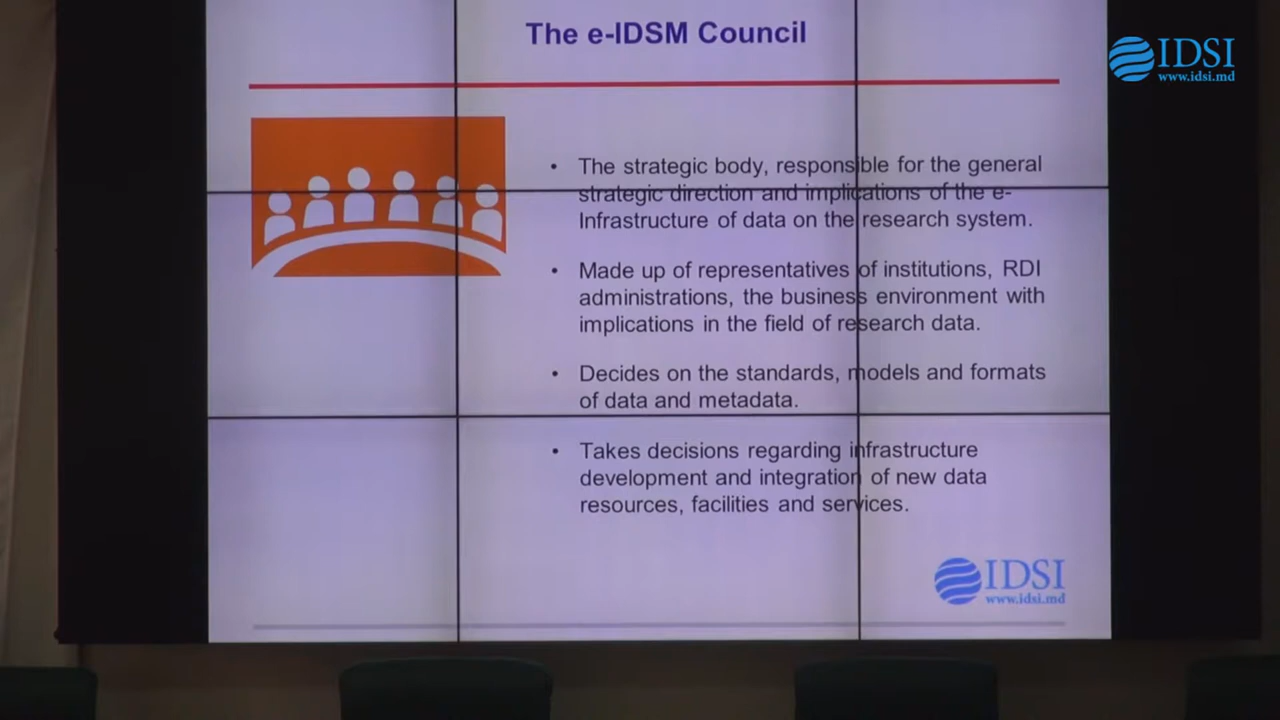 The e-IDSM Council
IDSI
www.idsi.md
• The strategic body, responsible for the general
strategic direction and implications of the e-
Infrastructure of data on the research system.
• Made up of representatives of institutions, RDI
administrations, the business environment with
implications in the field of research data.
• Decides on the standards, models and formats
of data and metadata.
• Takes decisions regarding infrastructure
development and integration of new data
resources, facilities and services.
IDSI
www.idsi.md